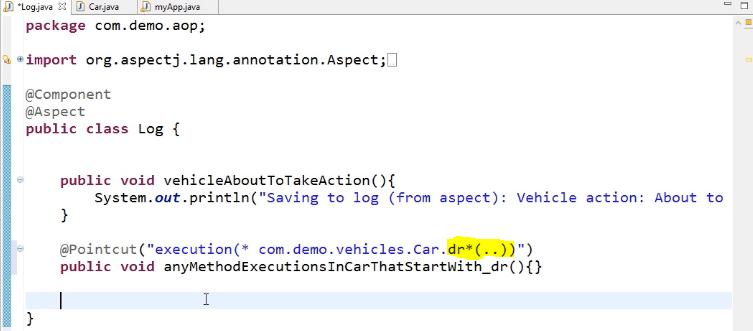 *Log.java Car.java myApp.java
package com.demo.aop;
import org.aspectj.lang.annotation.Aspect;
@Component
@Aspect
public class Log {
public void vehicleAboutToTakeAction(){
System.out.println("Saving to log (from aspect): Vehicle action: About to
}
@Pointcut("execution(* com.demo.vehicles.Car.dr*(..))")
public void anyMethodExecutionsInCarThatStartWith_dr(){}
}